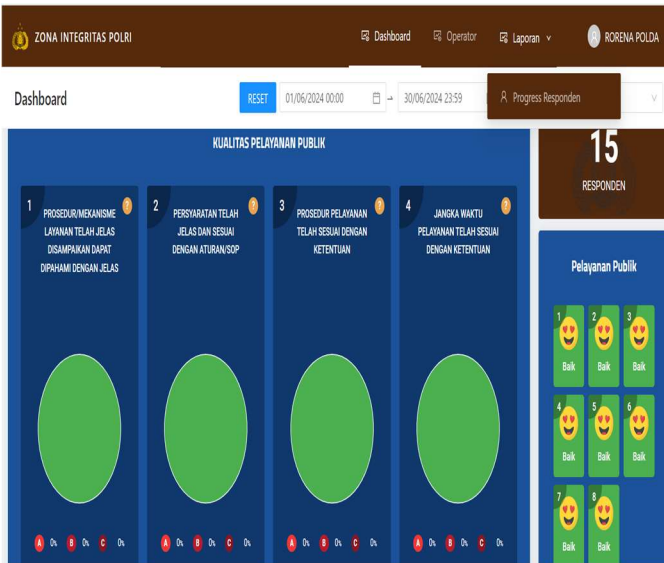 ZONA INTEGRITAS POLRI
Dashboard
Operator
Laporan
RORENA POLDA
Dashboard
RESET
01/06/2024 00:00
30/06/2024 23:59
Progress Responden
KUALITAS PELAYANAN PUBLIK
1
PROSEDUR/MEKANISME
LAYANAN TELAH JELAS
DISAMPAIKAN DAPAT
DIPAHAMI DENGAN JELAS
?
A 0% B 0% C 0%
2
PERSYARATAN TELAH
JELAS DAN SESUAI
DENGAN ATURAN/SOP
?
A 0% B 0% C 0%
3
PROSEDUR PELAYANAN
TELAH SESUAI DENGAN
KETENTUAN
?
A 0% B 0% C 0%
4
JANGKA WAKTU
PELAYANAN TELAH SESUAI
DENGAN KETENTUAN
?
A 0% B 0% C 0%
15
RESPONDEN
Pelayanan Publik
1
Baik
2
Baik
3
Baik
4
Baik
5
Baik
6
Baik
7
Baik
8
Baik